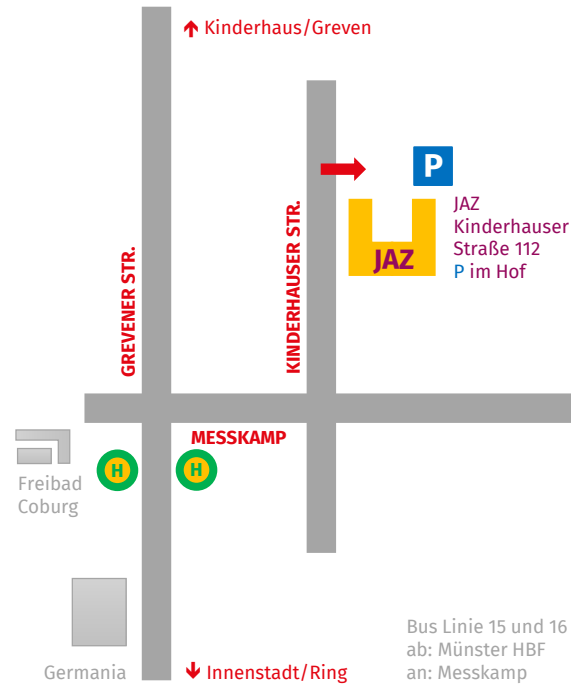 ↑ Kinderhaus/Greven
P
JAZ
Kinderhauser
Straße 112
P im Hof
JAZ
GREVENER STR.
KINDERHAUSER STR.
MESSKAMP
H
H
Freibad
Coburg
Germania
↓ Innenstadt/Ring
Bus Linie 15 und 16
ab: Münster HBF
an: Messkamp